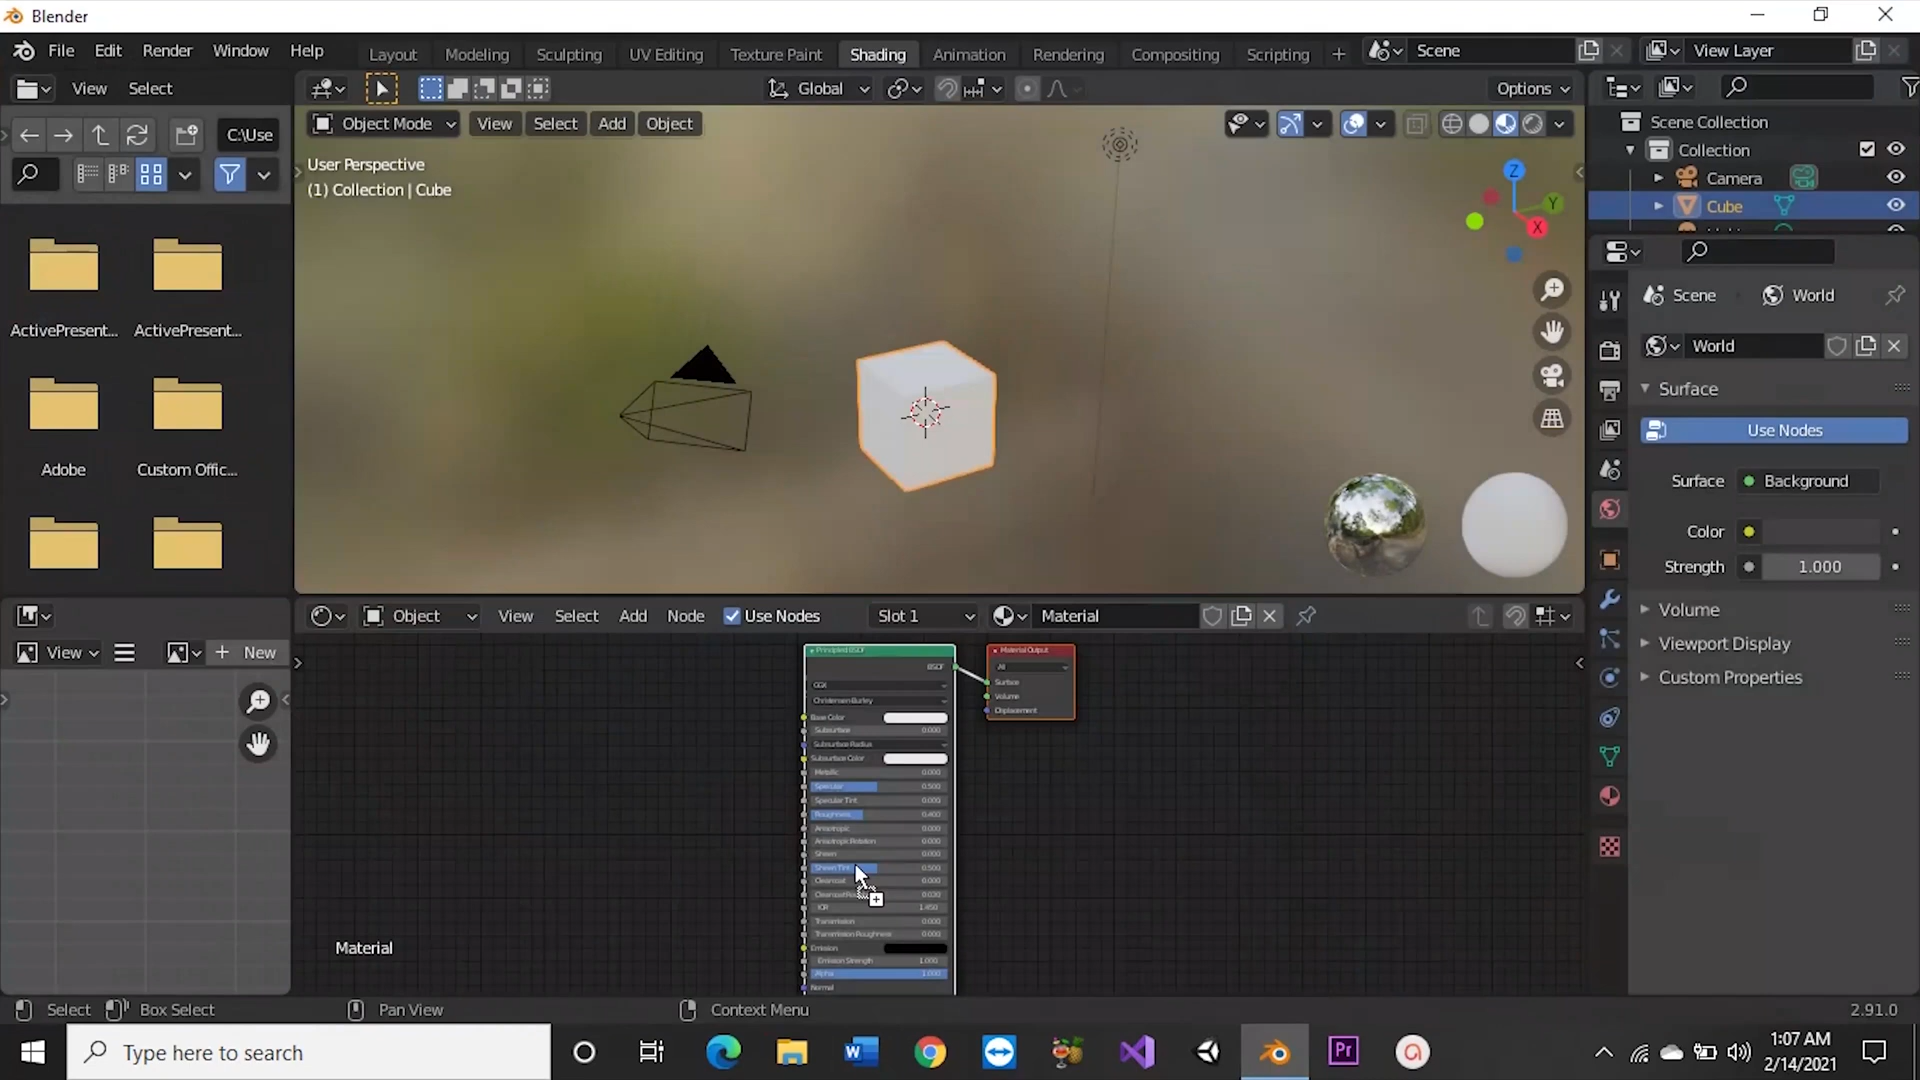 Blender
File Edit Render Window Help
Layout Modeling Sculpting UV Editing Texture Paint Shading Animation Rendering Compositing Scripting +
Scene
View Layer
View Select
Global
Options
C:\Use
Object Mode View Select Add Object
User Perspective
(1) Collection | Cube
Z
Y
X
ActivePresent... ActivePresent...
Adobe Custom Offic...
Scene Collection
Collection
Camera
Cube
Scene World
World
Surface
Use Nodes
Surface Background
Color
Strength 1.000
Volume
Viewport Display
Custom Properties
View + New
Object View Select Add Node Use Nodes Slot 1 Material
Principled BSDF
BSDF
GGX
Christensen-Burley
Base Color
Subsurface 0.000
Subsurface Radius
Subsurface Color
Metallic 0.000
Specular 0.500
Specular Tint 0.000
Roughness 0.400
Anisotropic 0.000
Anisotropic Rotation 0.000
Sheen 0.000
Sheen Tint 0.500
Clearcoat 0.000
0.030
IOR 1.450
Transmission 0.000
Transmission Roughness 0.000
Emission
Emission Strength 1.000
Alpha 1.000
Normal
Material Output
All
Surface
Volume
Displacement
Material
Select Box Select Pan View Context Menu 2.91.0
Type here to search
W
Pr
1:07 AM
2/14/2021